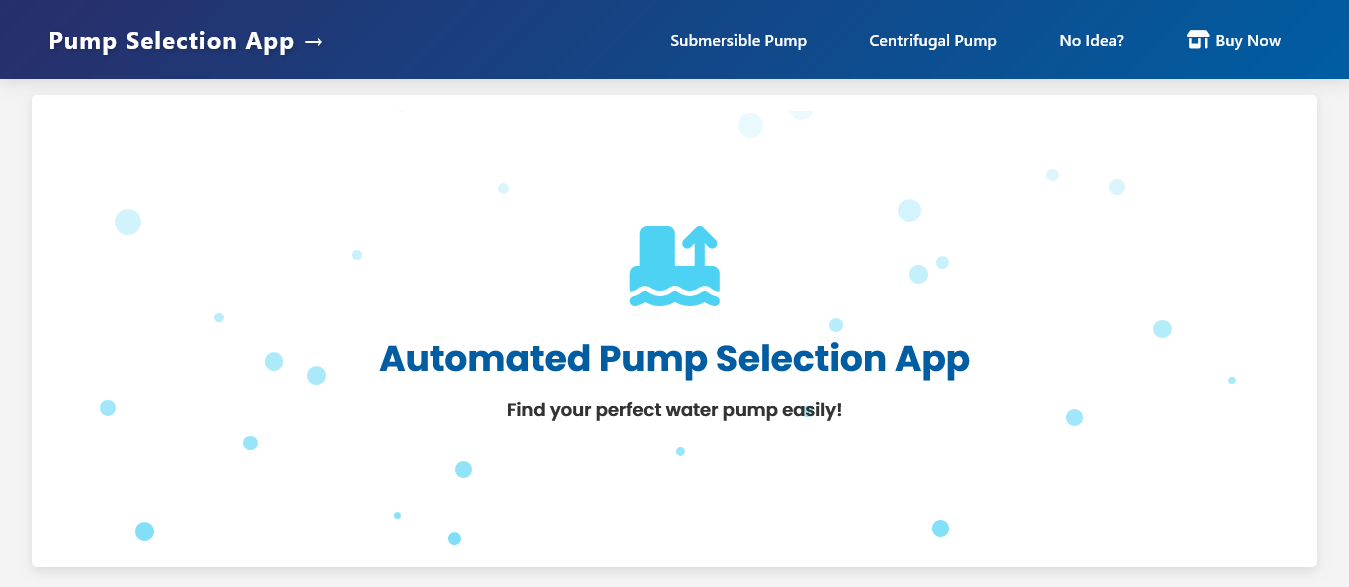 Pump Selection App →
Submersible Pump
Centrifugal Pump
No Idea?
Buy Now
Automated Pump Selection App
Find your perfect water pump easily!